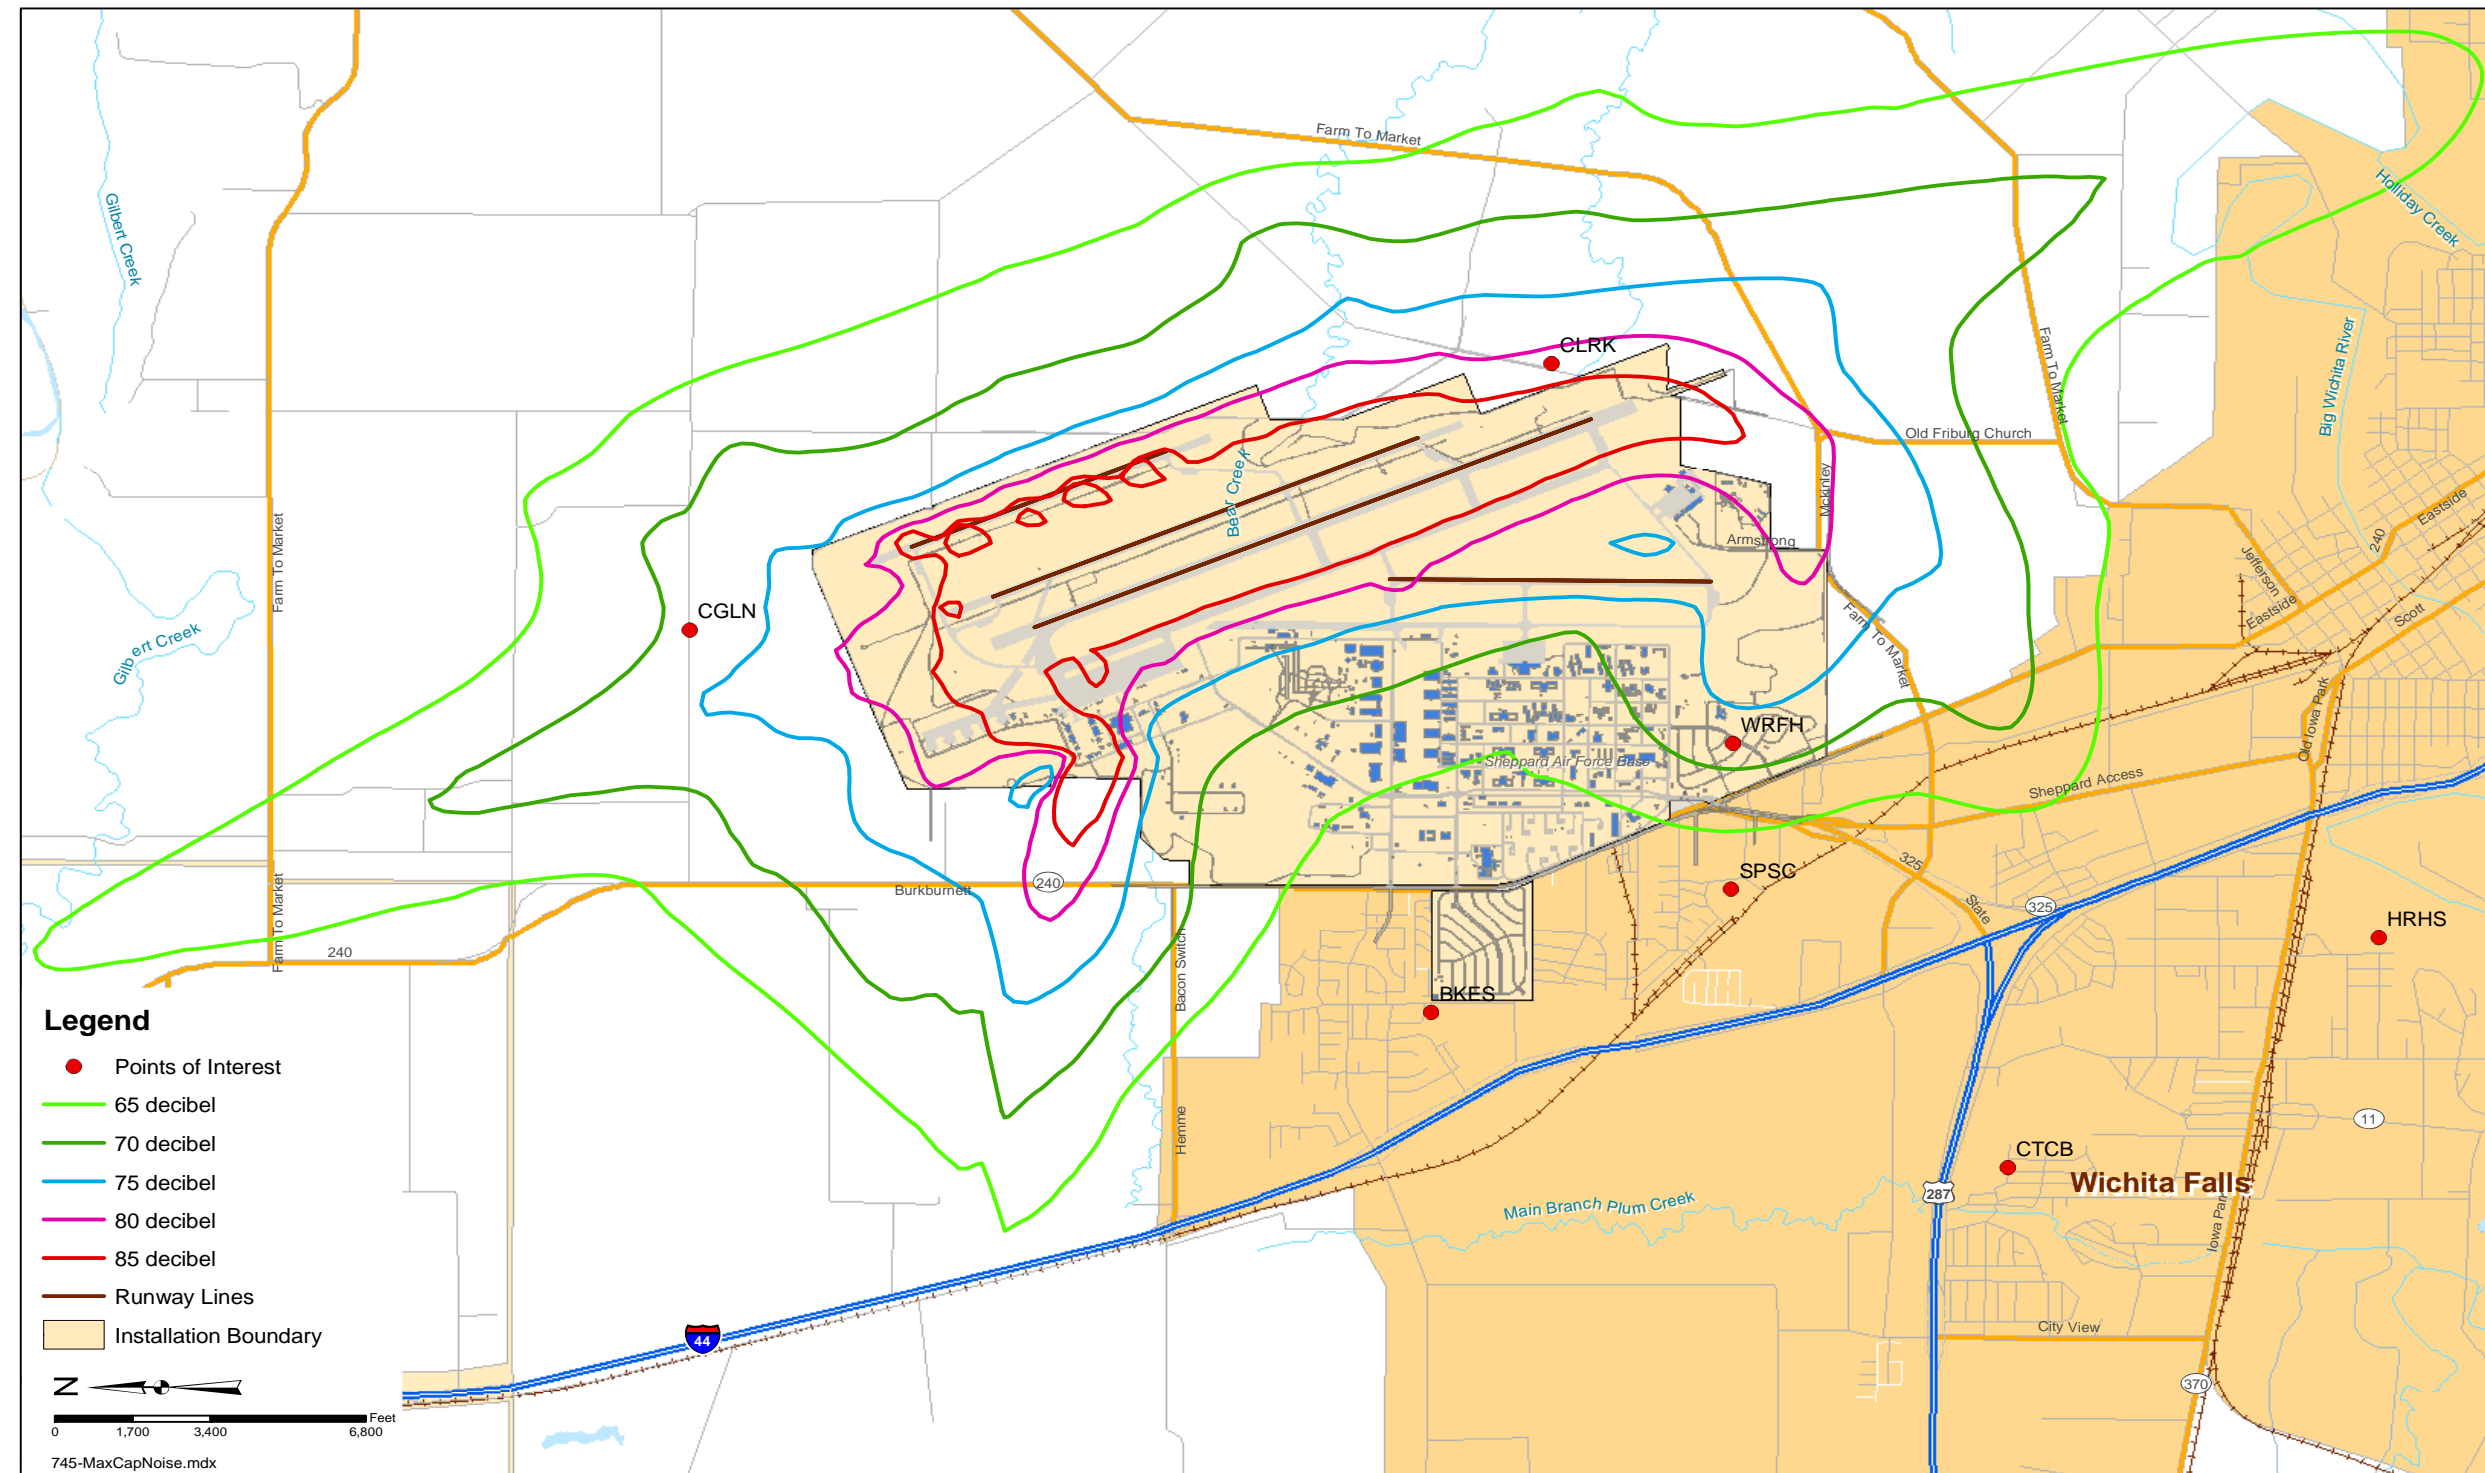 Farm To Market
Gilbert Creek
Holliday Creek
CLRK
Farm To Market
Big Wichita River
Old Friburg Church
Bear Creek
Mckinley
Eastside
240
Armstrong
Jefferson
Farm To Market
CGLN
Gilbert Creek
Eastside
Scott
Farm To Market
WRFH
Sheppard Air Force Base
Old Iowa Park
Sheppard Access
325
SPSC
Farm To Market
Burkburnett
240
State
325
HRHS
240
Bacon Switch
BKFS
Hemme
11
CTCB
Wichita Falls
287
Main Branch Plum Creek
Iowa Park
City View
370
44
Legend
Points of Interest
65 decibel
70 decibel
75 decibel
80 decibel
85 decibel
Runway Lines
Installation Boundary
N
Feet
0 1,700 3,400 6,800
745-MaxCapNoise.mdx